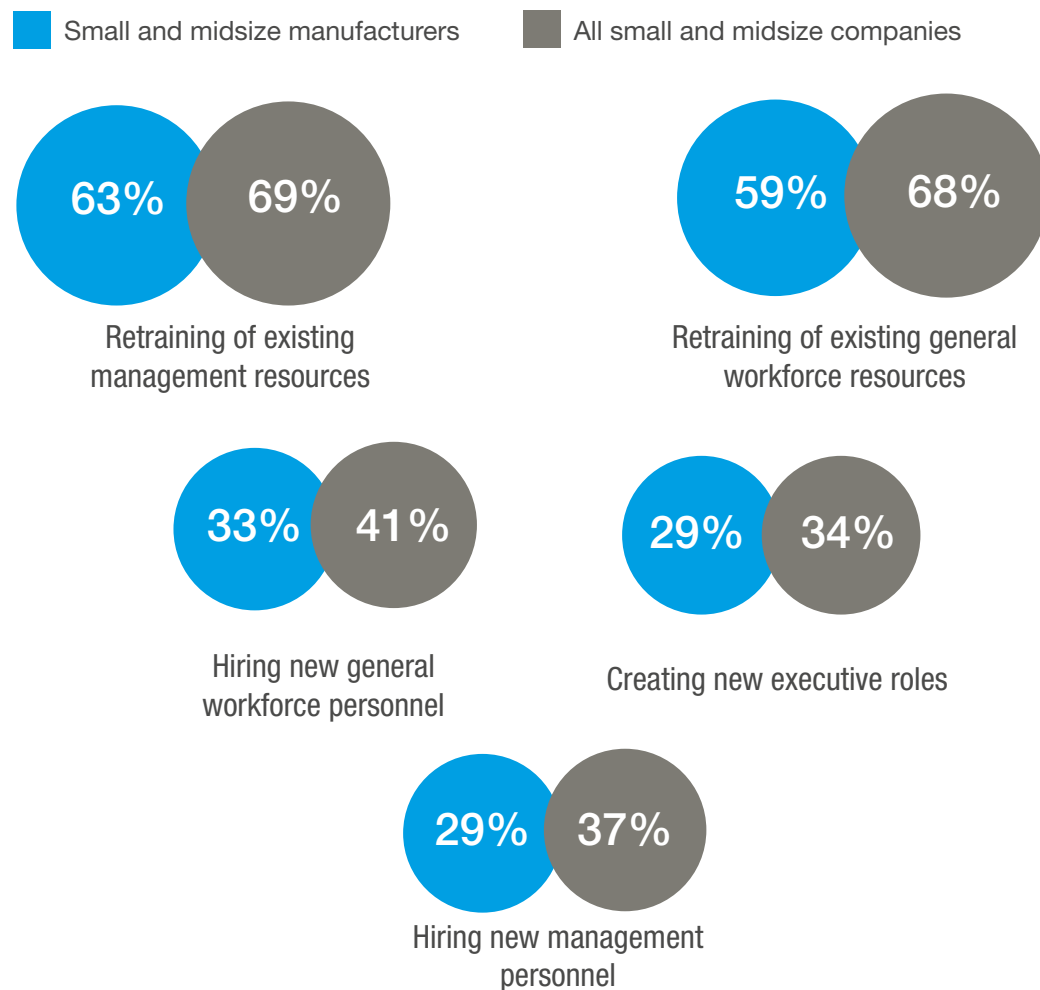 Small and midsize manufacturers
All small and midsize companies
63%
69%
Retraining of existing
management resources
59%
68%
Retraining of existing general
workforce resources
33%
41%
Hiring new general
workforce personnel
29%
34%
Creating new executive roles
29%
37%
Hiring new management
personnel